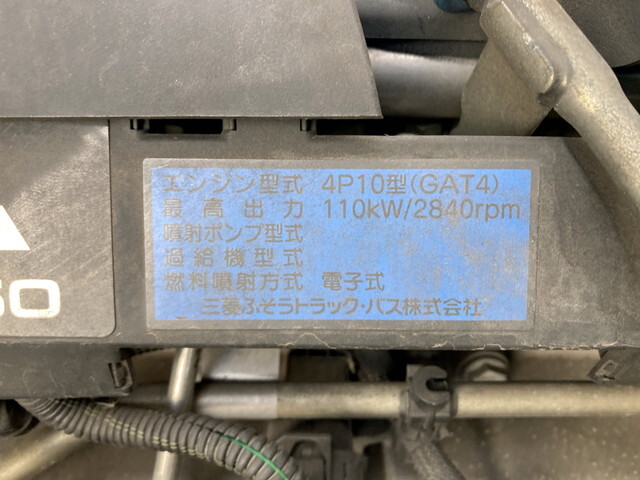 エンジン型式 4P10型(GAT4)
最高出力 110kW/2840rpm
噴射ポンプ型式
過給機型式
燃料噴射方式 電子式
三菱ふそうトラック・バス株式会社